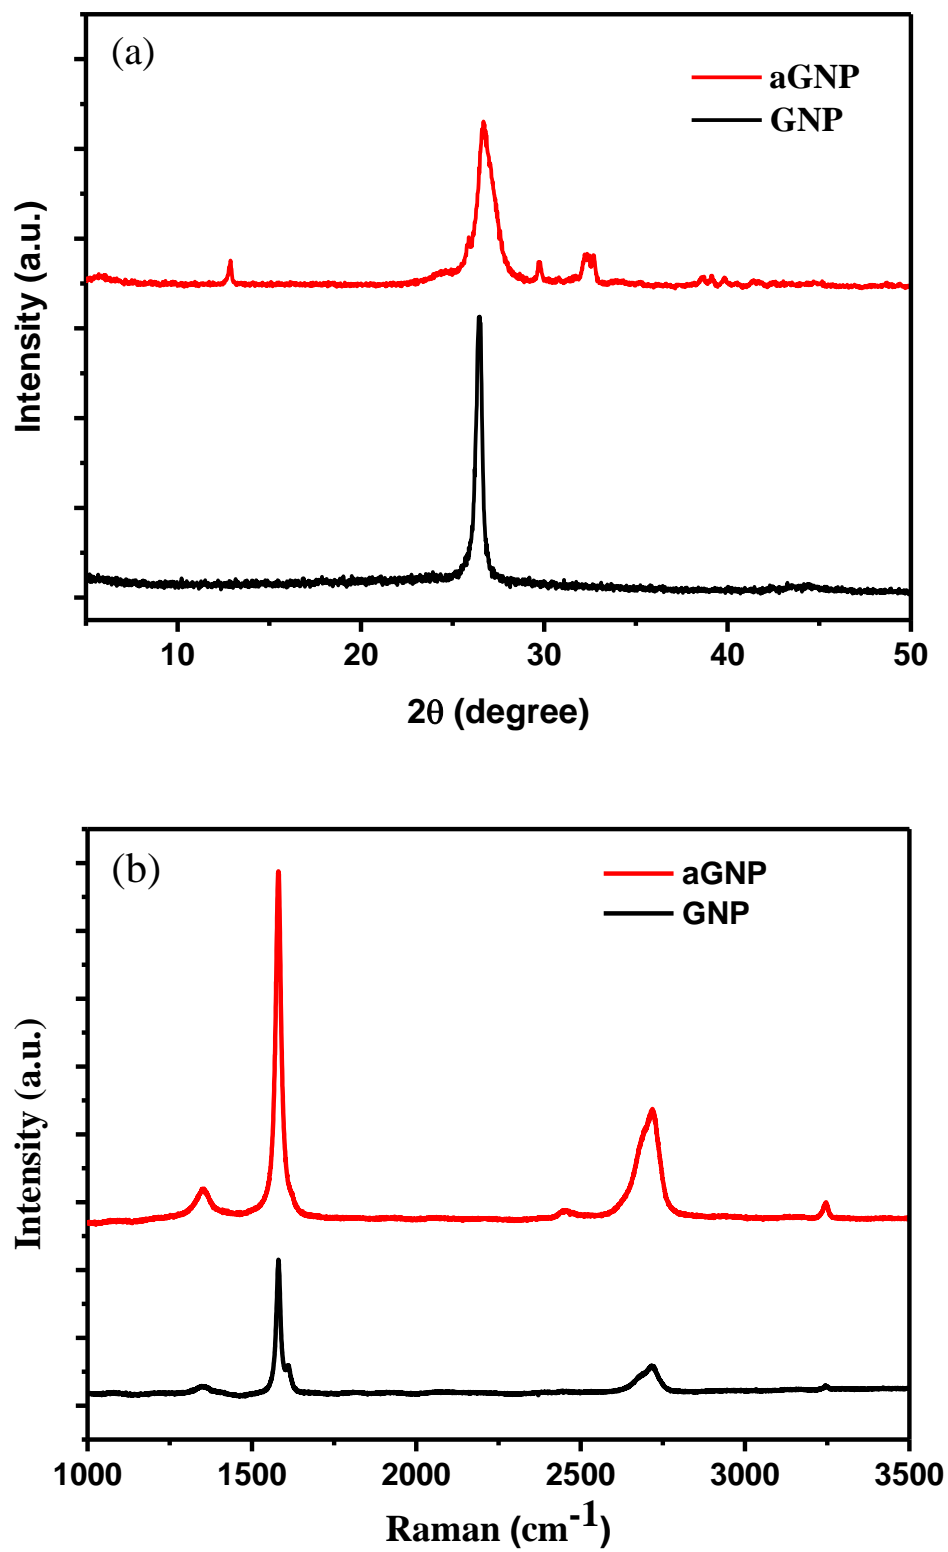 (a)
aGNP
GNP
Intensity (a.u.)
10 20 30 40 50
2θ (degree)
(b)
aGNP
GNP
Intensity (a.u.)
1000 1500 2000 2500 3000 3500
Raman (cm-1)